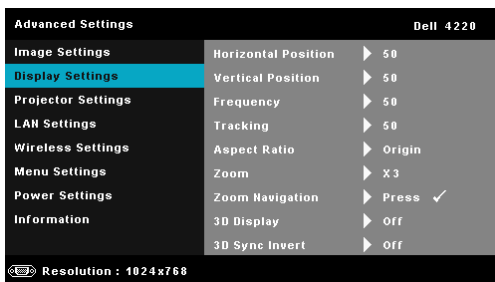 Advanced Settings Dell 4220
Image Settings
Display Settings
Projector Settings
LAN Settings
Wireless Settings
Menu Settings
Power Settings
Information
Horizontal Position 50
Vertical Position 50
Frequency 50
Tracking 50
Aspect Ratio Origin
Zoom X3
Zoom Navigation Press ✓
3D Display Off
3D Sync Invert Off
Resolution : 1024x768